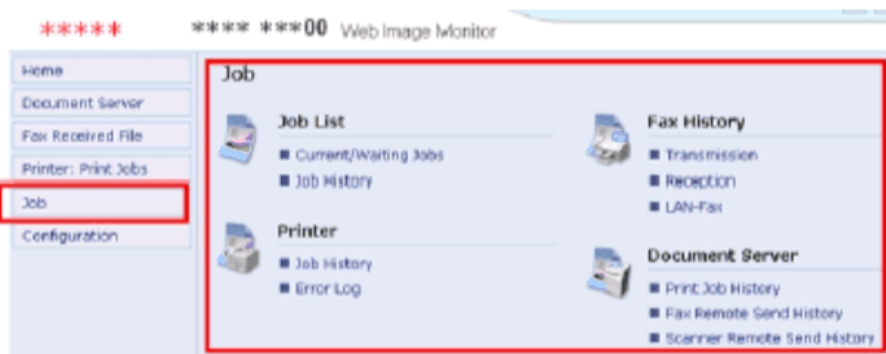 ***** **** ***00 Web Image Monitor
Home
Document Server
Fax Received File
Printer: Print Jobs
Job
Configuration
Job
Job List
Current/Waiting Jobs
Job History
Printer
Job History
Error Log
Fax History
Transmission
Reception
LAN-Fax
Document Server
Print Job History
Fax Remote Send History
Scanner Remote Send History